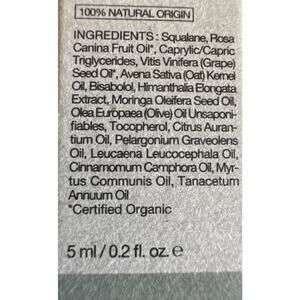 100% NATURAL ORIGIN
INGREDIENTS : Squalane, Rosa
Canina Fruit Oil*, Caprylic/Capric
Triglycerides, Vitis Vinifera (Grape)
Seed Oil*, Avena Sativa (Oat) Kernel
Oil, Bisabolol, Himanthalia Elongata
Extract, Moringa Oleifera Seed Oil,
Olea Europaea (Olive) Oil Unsaponi-
fiables, Tocopherol, Citrus Auran-
tium Oil, Pelargonium Graveolens
Oil, Leucaena Leucocephala Oil,
Cinnamomum Camphora Oil, Myr-
tus Communis Oil, Tanacetum
Annuum Oil
*Certified Organic
5 ml / 0.2 fl. oz. e